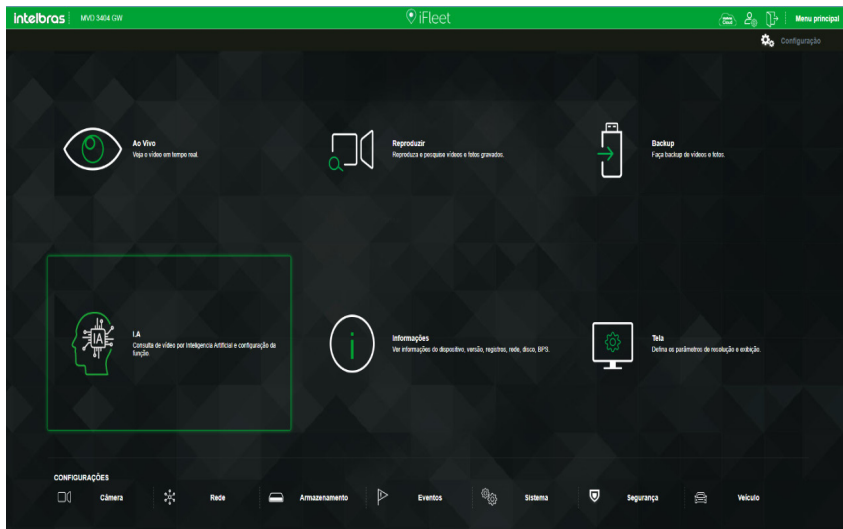 intelbras MVD 3404 GW iFleet Menu principal
Configuração
Ao Vivo
Veja o vídeo em tempo real.
Reproduzir
Reproduza e pesquise vídeos e fotos gravados.
Backup
Faça backup de vídeos e fotos.
IA
I.A
Consulta de vídeo por Inteligencia Artificial e configuração da
função.
Informações
Ver informações do dispositivo, versão, registros, rede, disco, BPS.
Tela
Defina os parâmetros de resolução e exibição.
CONFIGURAÇÕES
Câmera Rede Armazenamento Eventos Sistema Segurança Veículo